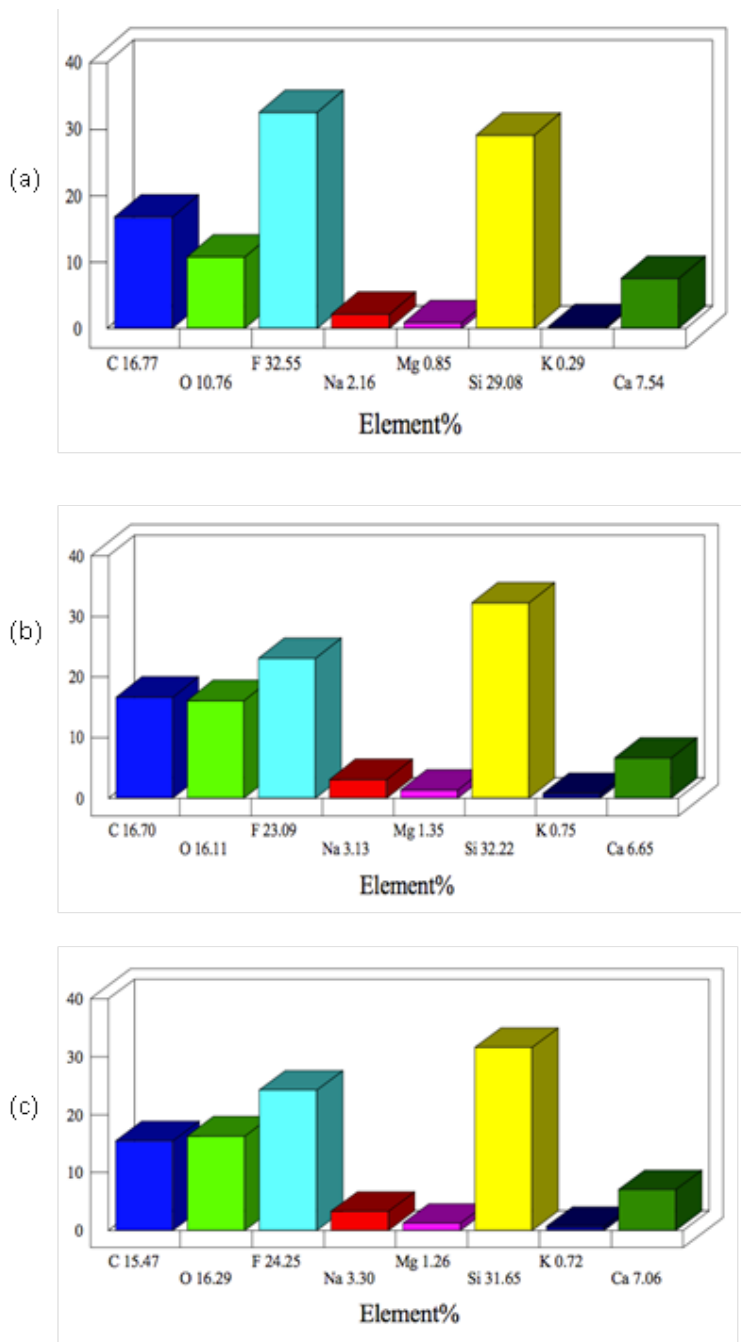 (a)
40
30
20
10
0
C 16.77 F 32.55 Mg 0.85 K 0.29
O 10.76 Na 2.16 Si 29.08 Ca 7.54
Element%
(b)
40
30
20
10
0
C 16.70 F 23.09 Mg 1.35 K 0.75
O 16.11 Na 3.13 Si 32.22 Ca 6.65
Element%
(c)
40
30
20
10
0
C 15.47 F 24.25 Mg 1.26 K 0.72
O 16.29 Na 3.30 Si 31.65 Ca 7.06
Element%